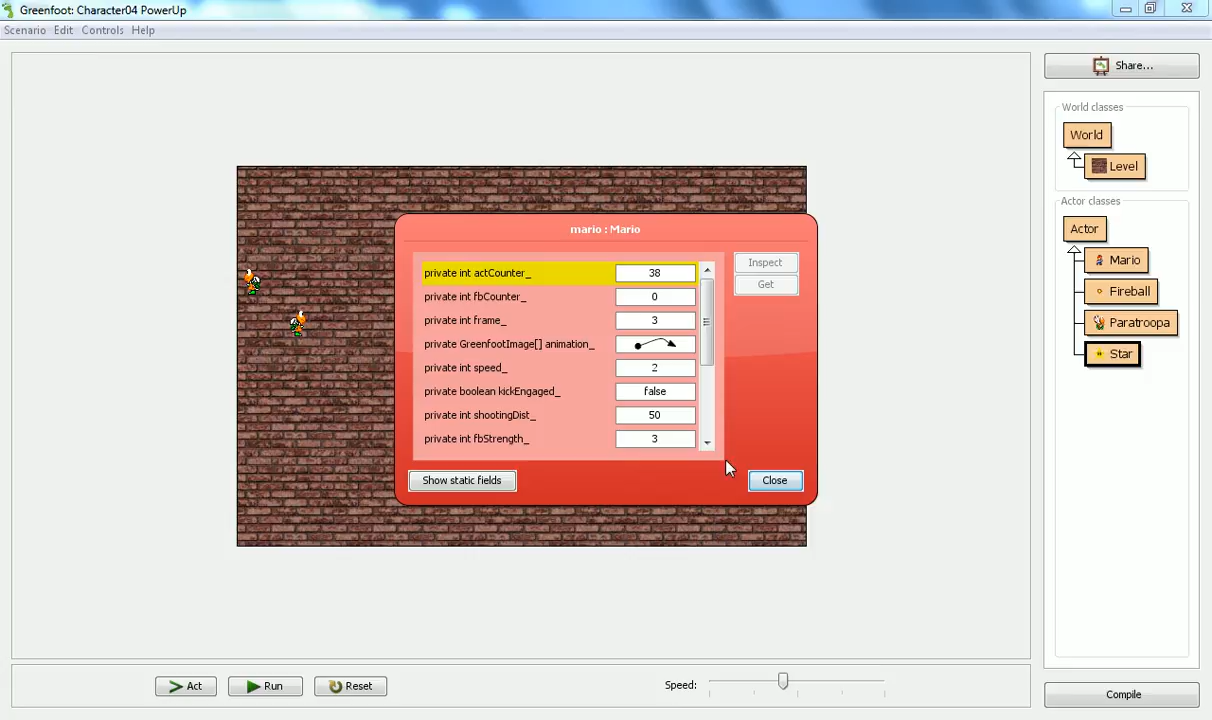 Greenfoot: Character04 PowerUp
Scenario Edit Controls Help
Share...
World classes
World
Level
Actor classes
Actor
Mario
Fireball
Paratroopa
Star
mario : Mario
private int actCounter_ 38
private int fbCounter_ 0
private int frame_ 3
private GreenfootImage[] animation_
private int speed_ 2
private boolean kickEngaged_ false
private int shootingDist_ 50
private int fbStrength_ 3
Inspect
Get
Show static fields
Close
Act
Run
Reset
Speed:
Compile